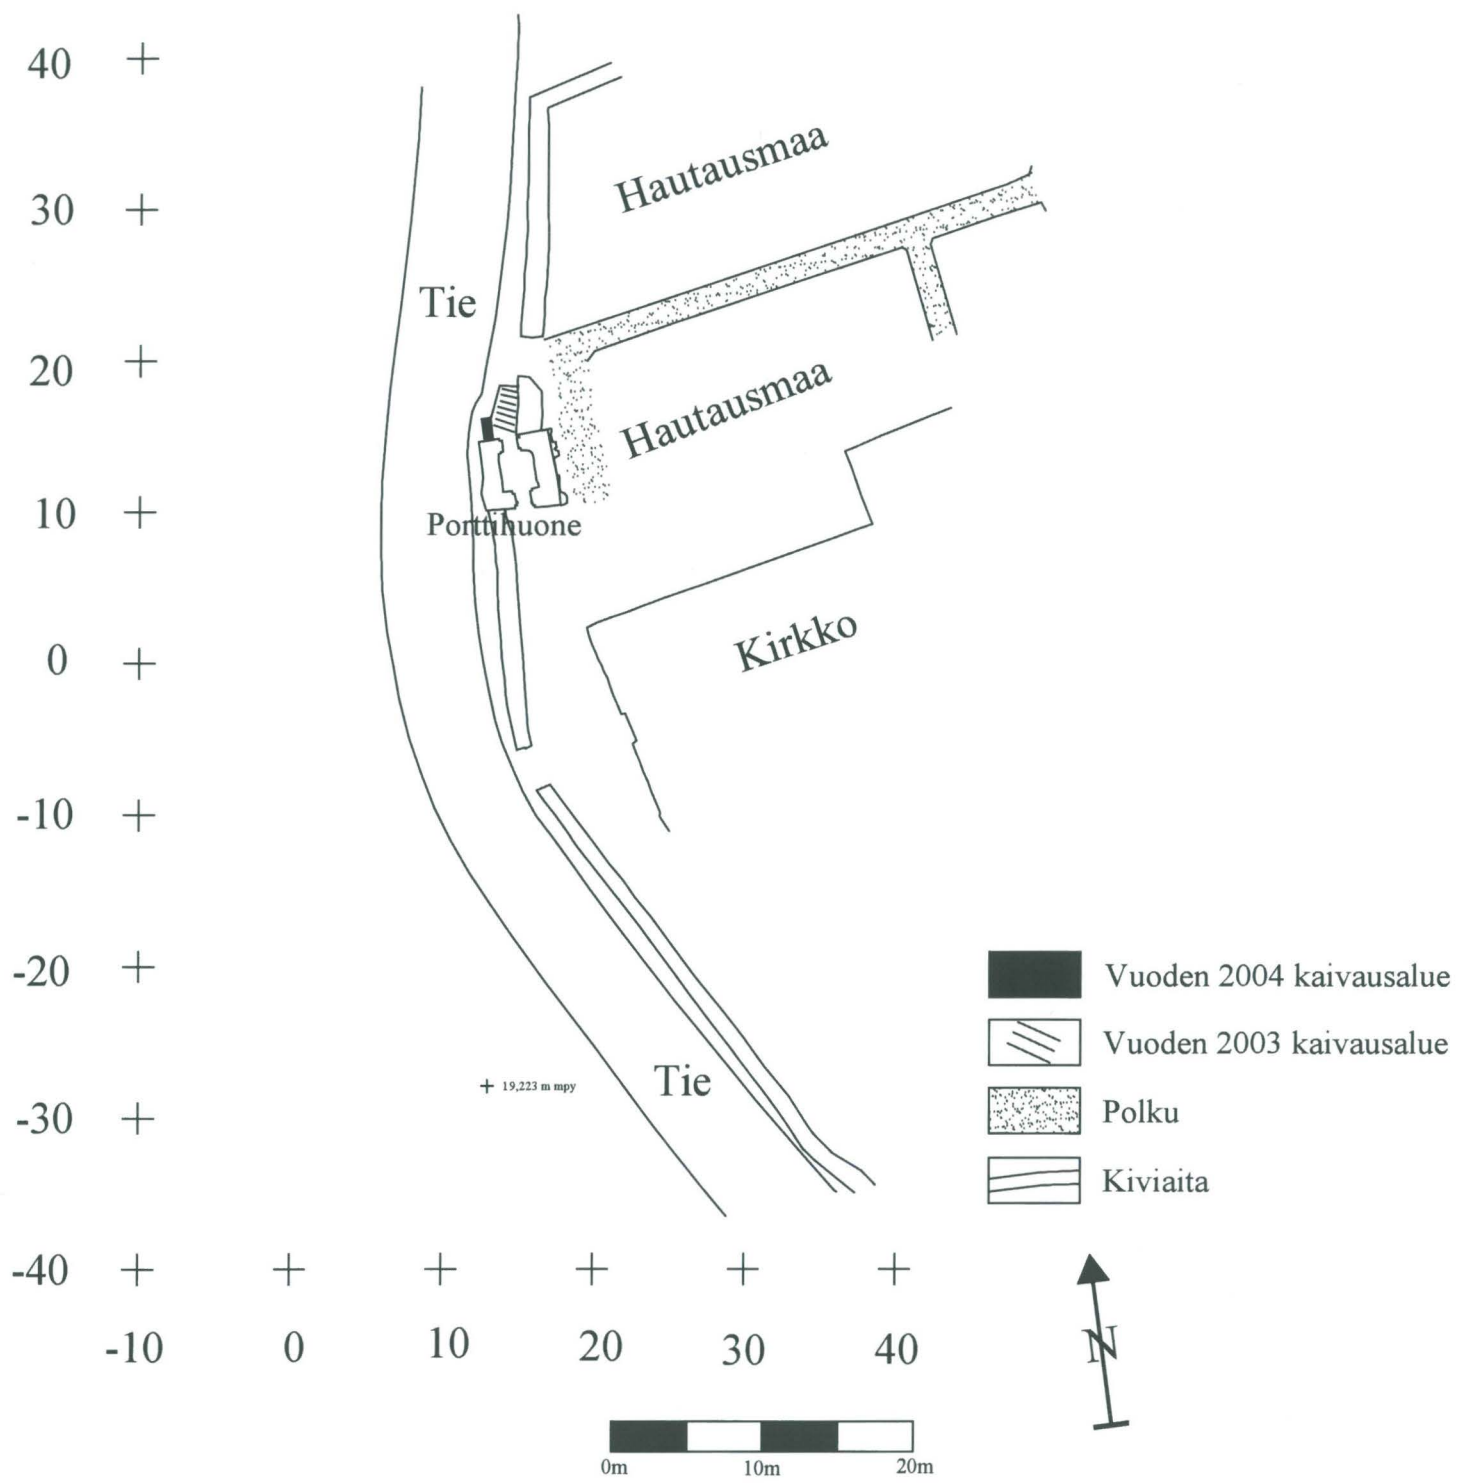 40
30
20
10
0
-10
-20
-30
-40
-10
0
10
20
30
40
Hautausmaa
Tie
Hautausmaa
Porttihuone
Kirkko
Tie
19,223 m mpy
Vuoden 2004 kaivausalue
Vuoden 2003 kaivausalue
Polku
Kiviaita
N
0m
10m
20m